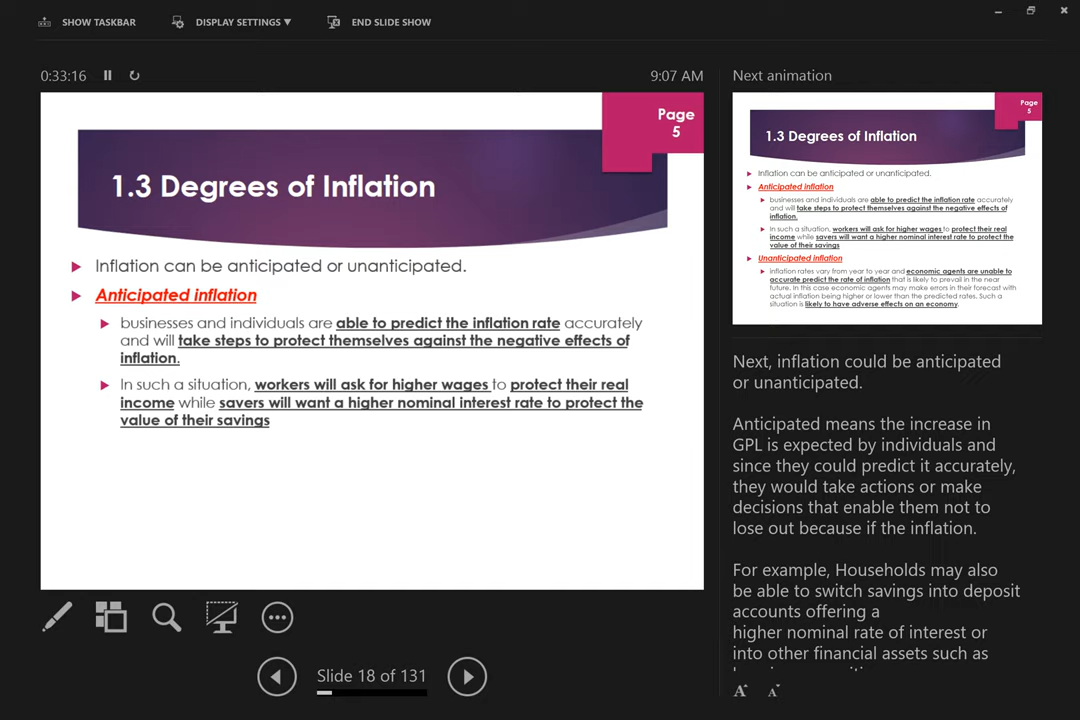 SHOW TASKBAR
DISPLAY SETTINGS ▼
END SLIDE SHOW
0:33:16
9:07 AM
Page
5
1.3 Degrees of Inflation
Inflation can be anticipated or unanticipated.
Anticipated inflation
businesses and individuals are able to predict the inflation rate accurately
and will take steps to protect themselves against the negative effects of
inflation.
In such a situation, workers will ask for higher wages to protect their real
income while savers will want a higher nominal interest rate to protect the
value of their savings
Slide 18 of 131
Next animation
Page
5
1.3 Degrees of Inflation
Inflation can be anticipated or unanticipated.
Anticipated inflation
businesses and individuals are able to predict the inflation rate accurately
and will take steps to protect themselves against the negative effects of
inflation.
In such a situation, workers will ask for higher wages to protect their real
income while savers will want a higher nominal interest rate to protect the
value of their savings
Unanticipated inflation
inflation rates vary from year to year and economic agents are unable to
accurate predict the rate of inflation that is likely to prevail in the near
future. In this case economic agents may make errors in their forecast with
actual inflation being higher or lower than the predicted rates. Such a
situation is likely to have adverse effects on an economy.
Next, inflation could be anticipated
or unanticipated.
Anticipated means the increase in
GPL is expected by individuals and
since they could predict it accurately,
they would take actions or make
decisions that enable them not to
lose out because if the inflation.
For example, Households may also
be able to switch savings into deposit
accounts offering a
higher nominal rate of interest or
into other financial assets such as
A A